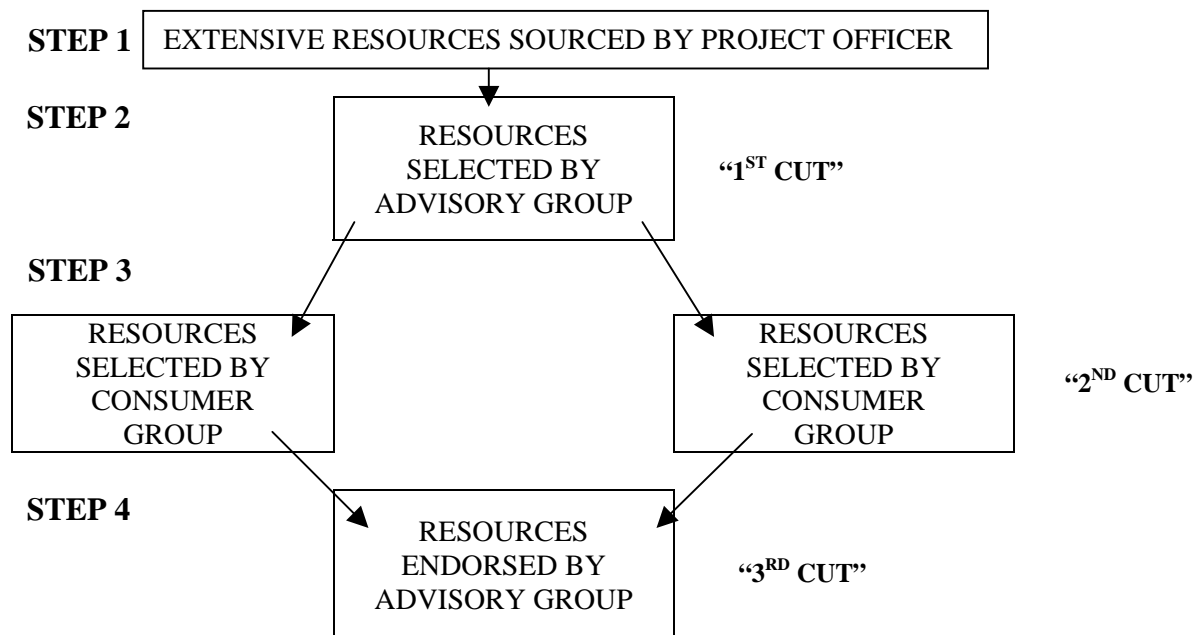 STEP 1
EXTENSIVE RESOURCES SOURCED BY PROJECT OFFICER
STEP 2
RESOURCES
SELECTED BY
ADVISORY GROUP
“1ST CUT”
STEP 3
RESOURCES
SELECTED BY
CONSUMER
GROUP
RESOURCES
SELECTED BY
CONSUMER
GROUP
“2ND CUT”
STEP 4
RESOURCES
ENDORSED BY
ADVISORY GROUP
“3RD CUT”